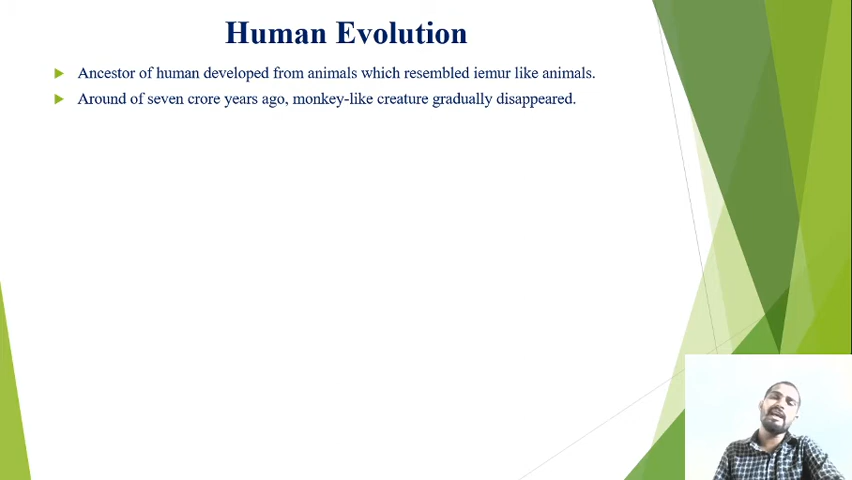 Human Evolution
Ancestor of human developed from animals which resembled iemur like animals.
Around of seven crore years ago, monkey-like creature gradually disappeared.